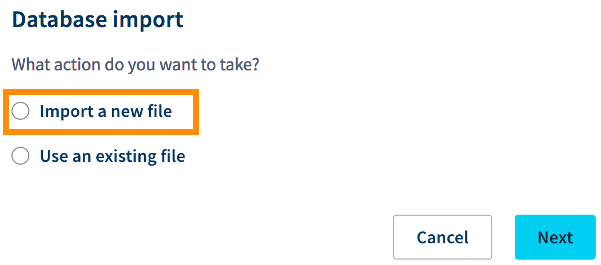 Database import
What action do you want to take?
Import a new file
Use an existing file
Cancel
Next